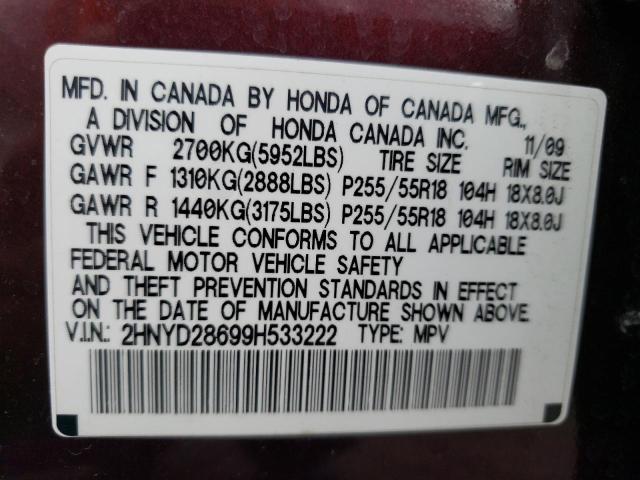 MFD. IN CANADA BY HONDA OF CANADA MFG.,
A DIVISION OF HONDA CANADA INC. 11/09
GVWR 2700KG(5952LBS) TIRE SIZE RIM SIZE
GAWR F 1310KG(2888LBS) P255/55R18 104H 18X8.0J
GAWR R 1440KG(3175LBS) P255/55R18 104H 18X8.0J
THIS VEHICLE CONFORMS TO ALL APPLICABLE
FEDERAL MOTOR VEHICLE SAFETY
AND THEFT PREVENTION STANDARDS IN EFFECT
ON THE DATE OF MANUFACTURE SHOWN ABOVE.
V.I.N.: 2HNYD28699H533222 TYPE: MPV